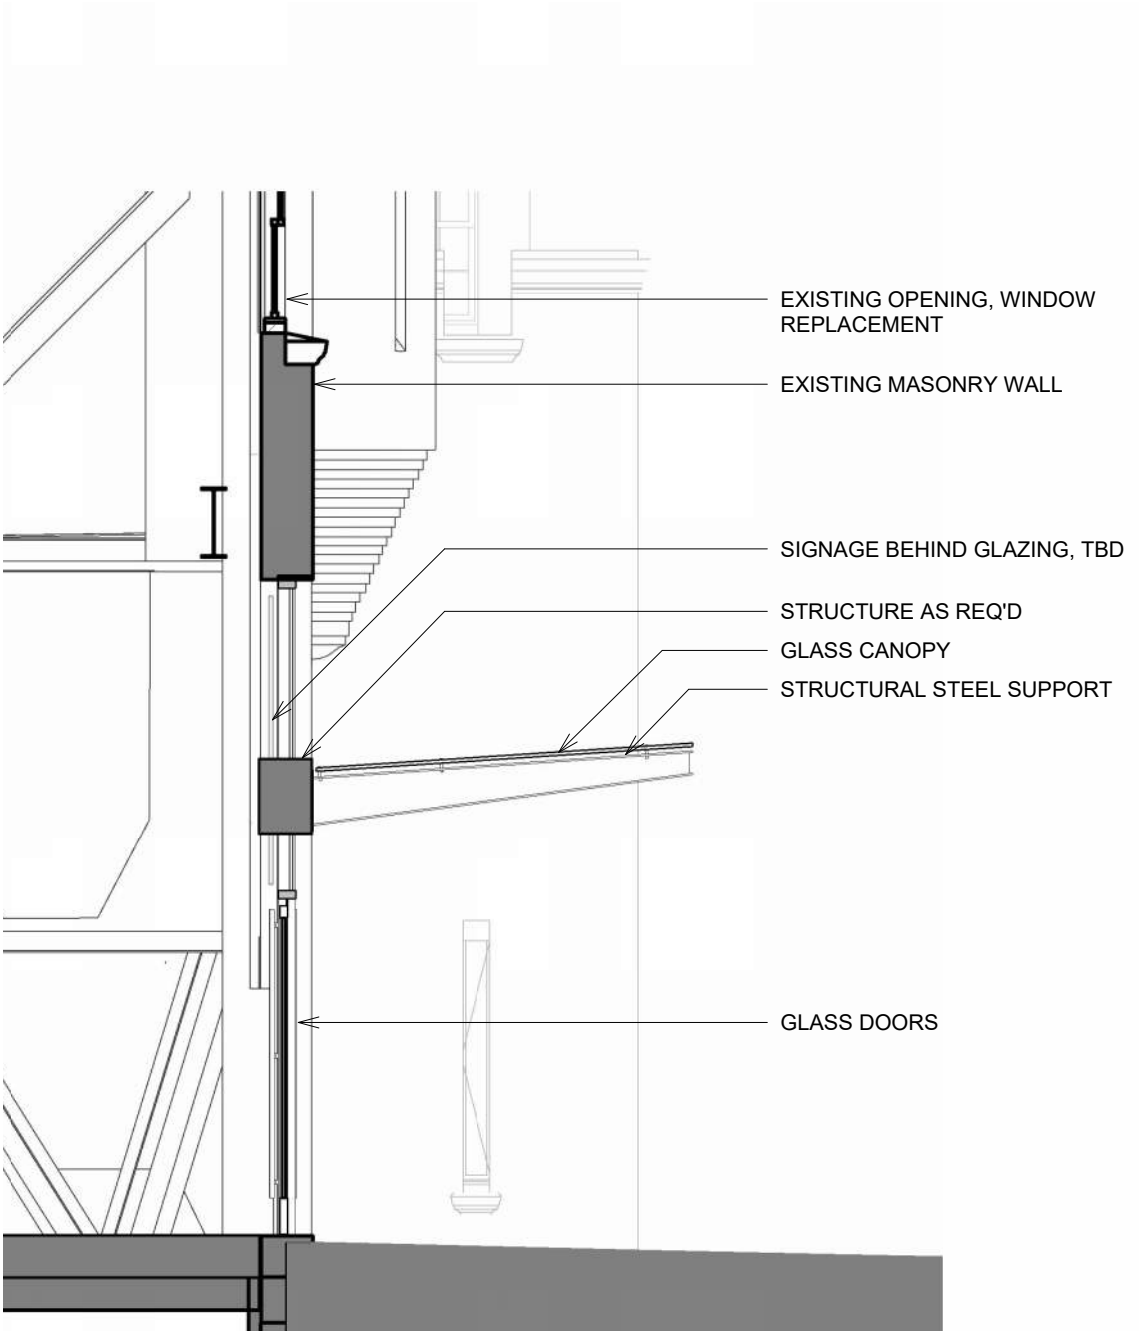 EXISTING OPENING, WINDOW
REPLACEMENT
EXISTING MASONRY WALL
SIGNAGE BEHIND GLAZING, TBD
STRUCTURE AS REQ'D
GLASS CANOPY
STRUCTURAL STEEL SUPPORT
GLASS DOORS